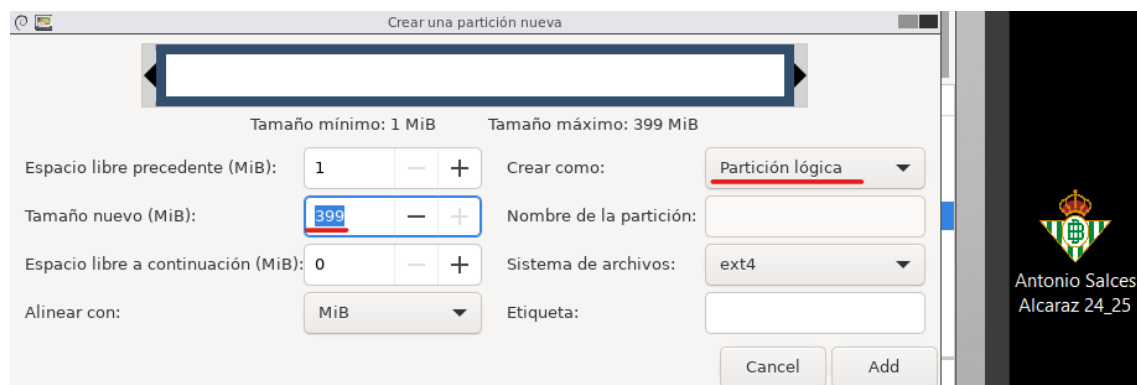 Crear una partición nueva
Tamaño mínimo: 1 MiB Tamaño máximo: 399 MiB
Espacio libre precedente (MiB): 1 Crear como: Partición lógica
Tamaño nuevo (MiB): 399 Nombre de la partición:
Espacio libre a continuación (MiB): 0 Sistema de archivos: ext4
Alinear con: MiB Etiqueta:
Cancel Add
Antonio Salces
Alcaraz 24_25